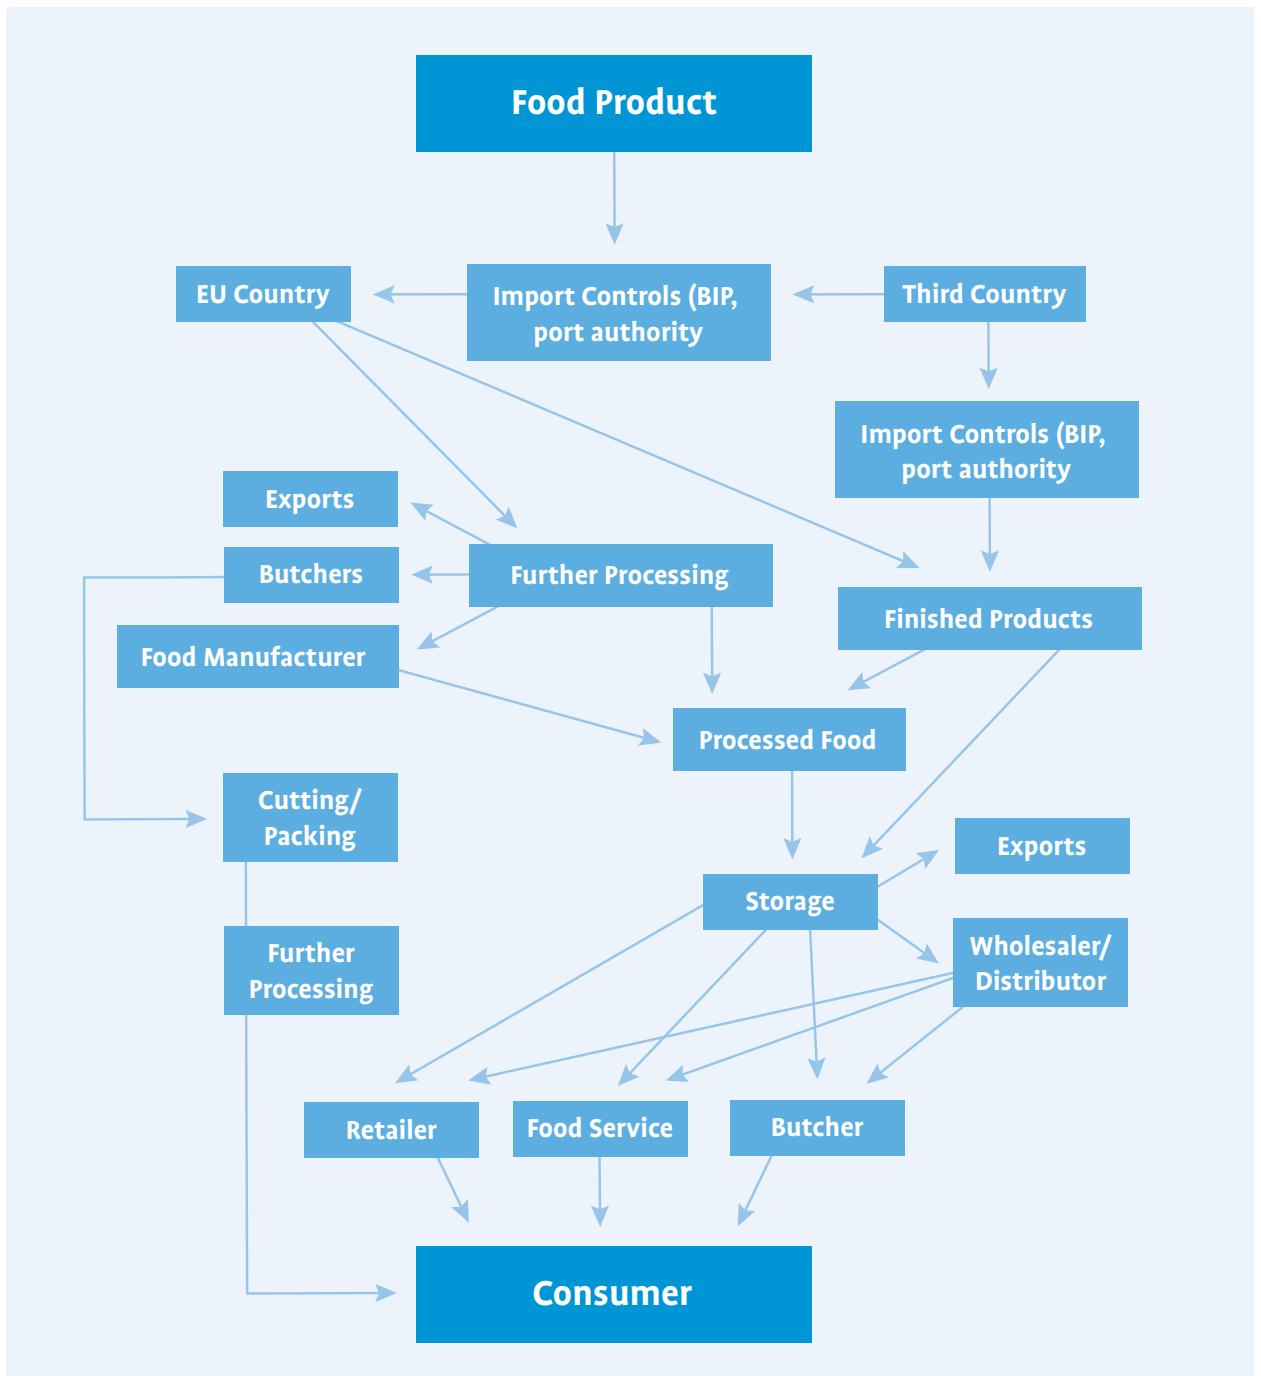 Food Product
EU Country
Import Controls (BIP,
port authority
Third Country
Import Controls (BIP,
port authority
Exports
Butchers
Further Processing
Finished Products
Food Manufacturer
Processed Food
Cutting/
Packing
Exports
Storage
Wholesaler/
Distributor
Further
Processing
Retailer
Food Service
Butcher
Consumer